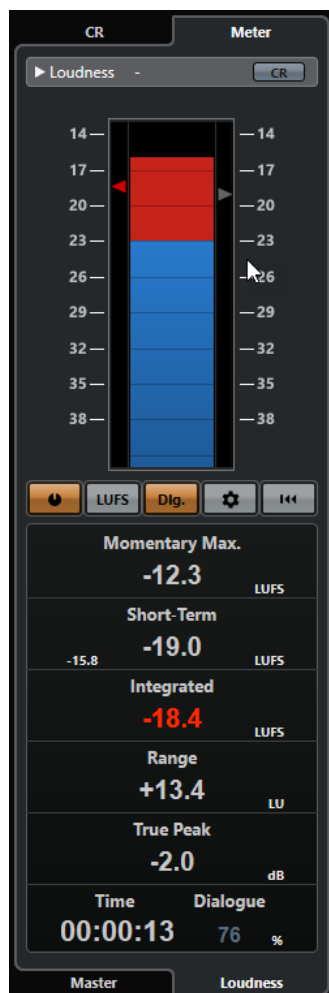 CR Meter
Loudness - CR
14 14
17 17
20 20
23 23
26 26
29 29
32 32
35 35
38 38
LUFS Dlg.
Momentary Max.
-12.3 LUFS
Short-Term
-15.8 -19.0 LUFS
Integrated
-18.4 LUFS
Range
+13.4 LU
True Peak
-2.0 dB
Time Dialogue
00:00:13 76 %
Master Loudness